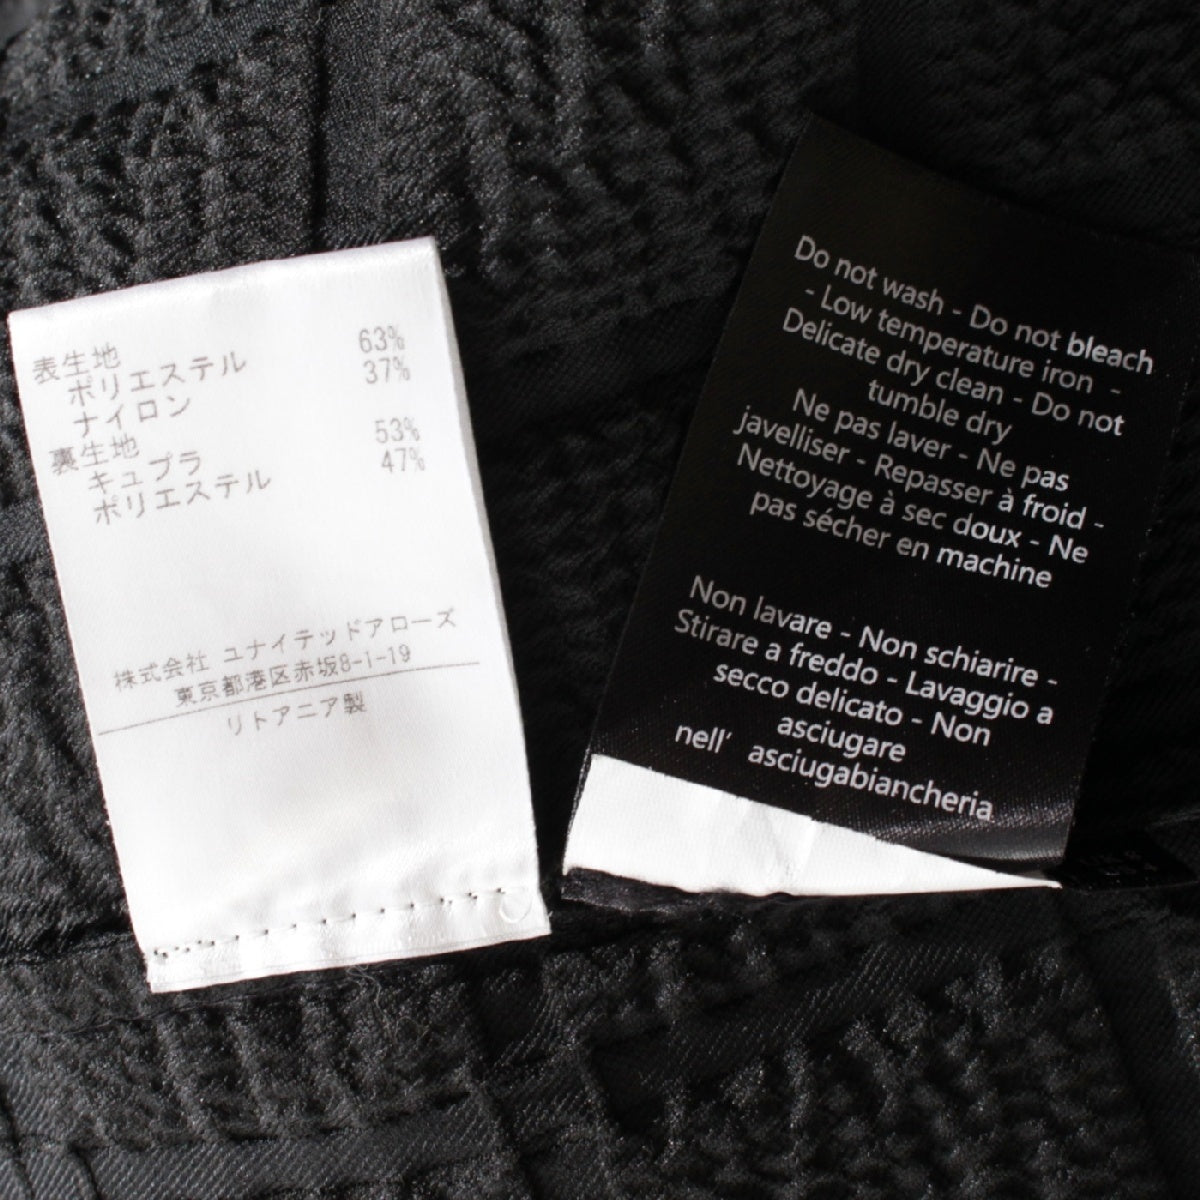 表生地
ポリエステル 63%
ナイロン 37%
裏生地
キュプラ 53%
ポリエステル 47%
株式会社 ユナイテッドアローズ
東京都港区赤坂8-1-19
リトアニア製
Do not wash - Do not bleach
- Low temperature iron -
Delicate dry clean - Do not
tumble dry
Ne pas laver - Ne pas
javelliser - Repasser à froid -
Nettoyage à sec doux - Ne
pas sécher en machine
Non lavare - Non schiarire -
Stirare a freddo - Lavaggio a
secco delicato - Non
asciugare
nell' asciugabiancheria